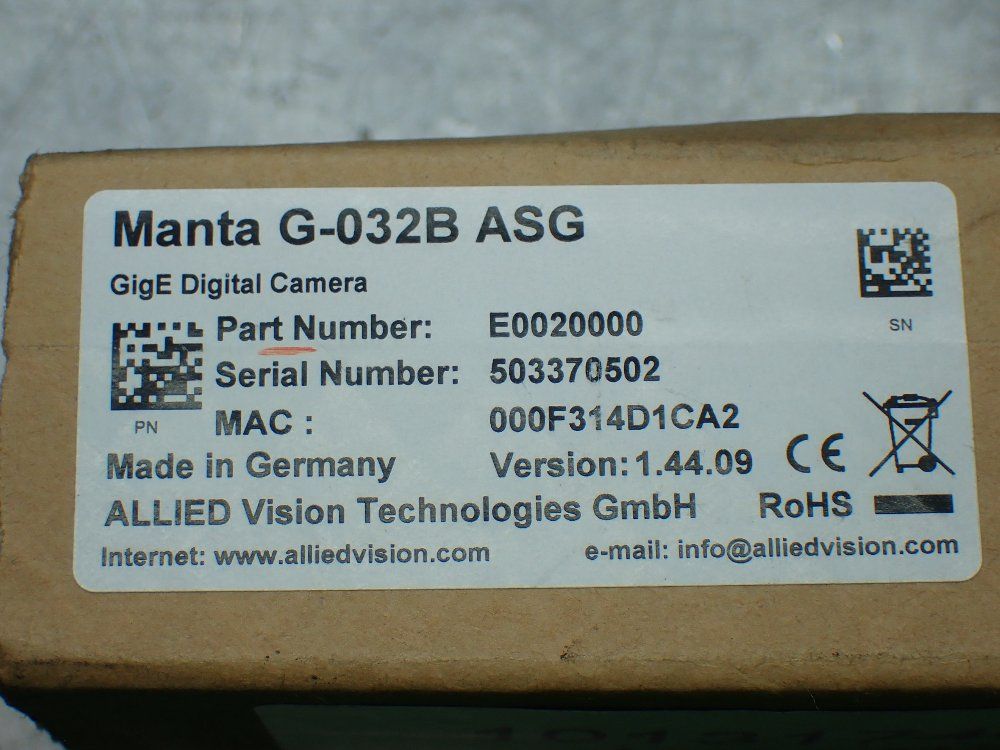 Manta G-032B ASG
GigE Digital Camera
SN
Part Number: E0020000
Serial Number: 503370502
PN
MAC : 000F314D1CA2
CE
Made in Germany Version: 1.44.09
ALLIED Vision Technologies GmbH RoHS
Internet: www.alliedvision.com e-mail: info@alliedvision.com